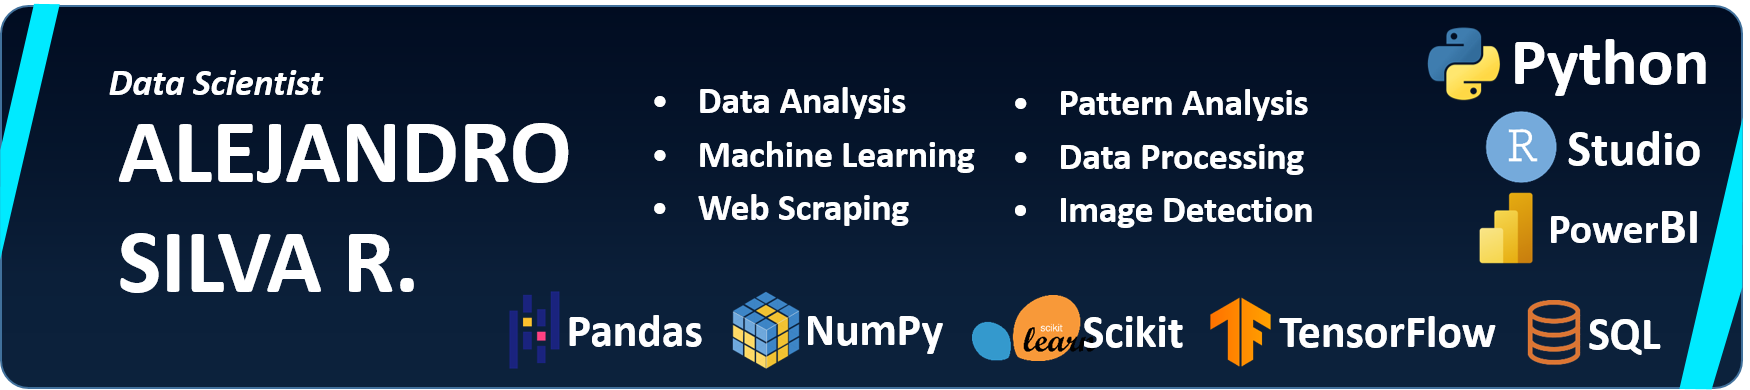 Data Scientist
ALEJANDRO
SILVA R.
• Data Analysis
• Machine Learning
• Web Scraping
• Pattern Analysis
• Data Processing
• Image Detection
Python
R Studio
PowerBI
Pandas
NumPy
scikit
learn Scikit
TensorFlow
SQL